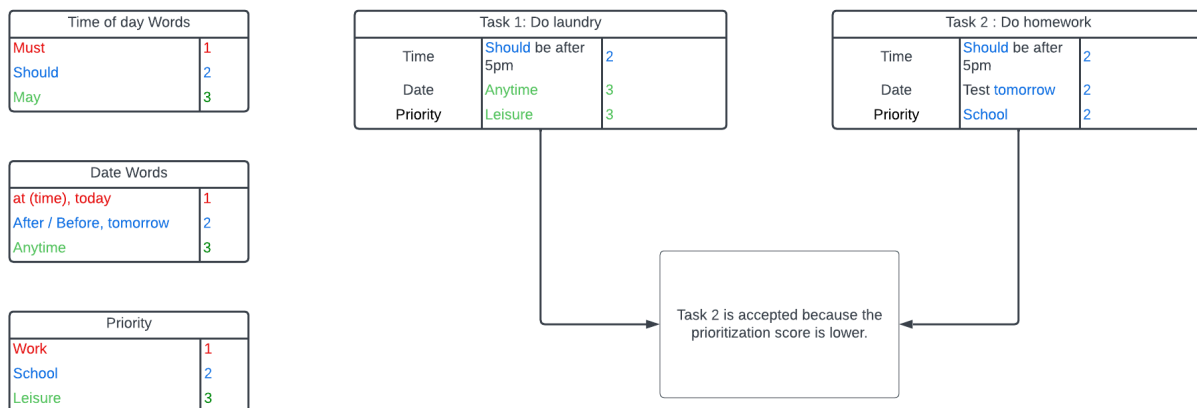 Time of day Words
Must 1
Should 2
May 3
Date Words
at (time), today 1
After / Before, tomorrow 2
Anytime 3
Priority
Work 1
School 2
Leisure 3
Task 1: Do laundry
Time Should be after 2
5pm
Date Anytime 3
Priority Leisure 3
Task 2 : Do homework
Time Should be after 2
5pm
Date Test tomorrow 2
Priority School 2
Task 2 is accepted because the
prioritization score is lower.